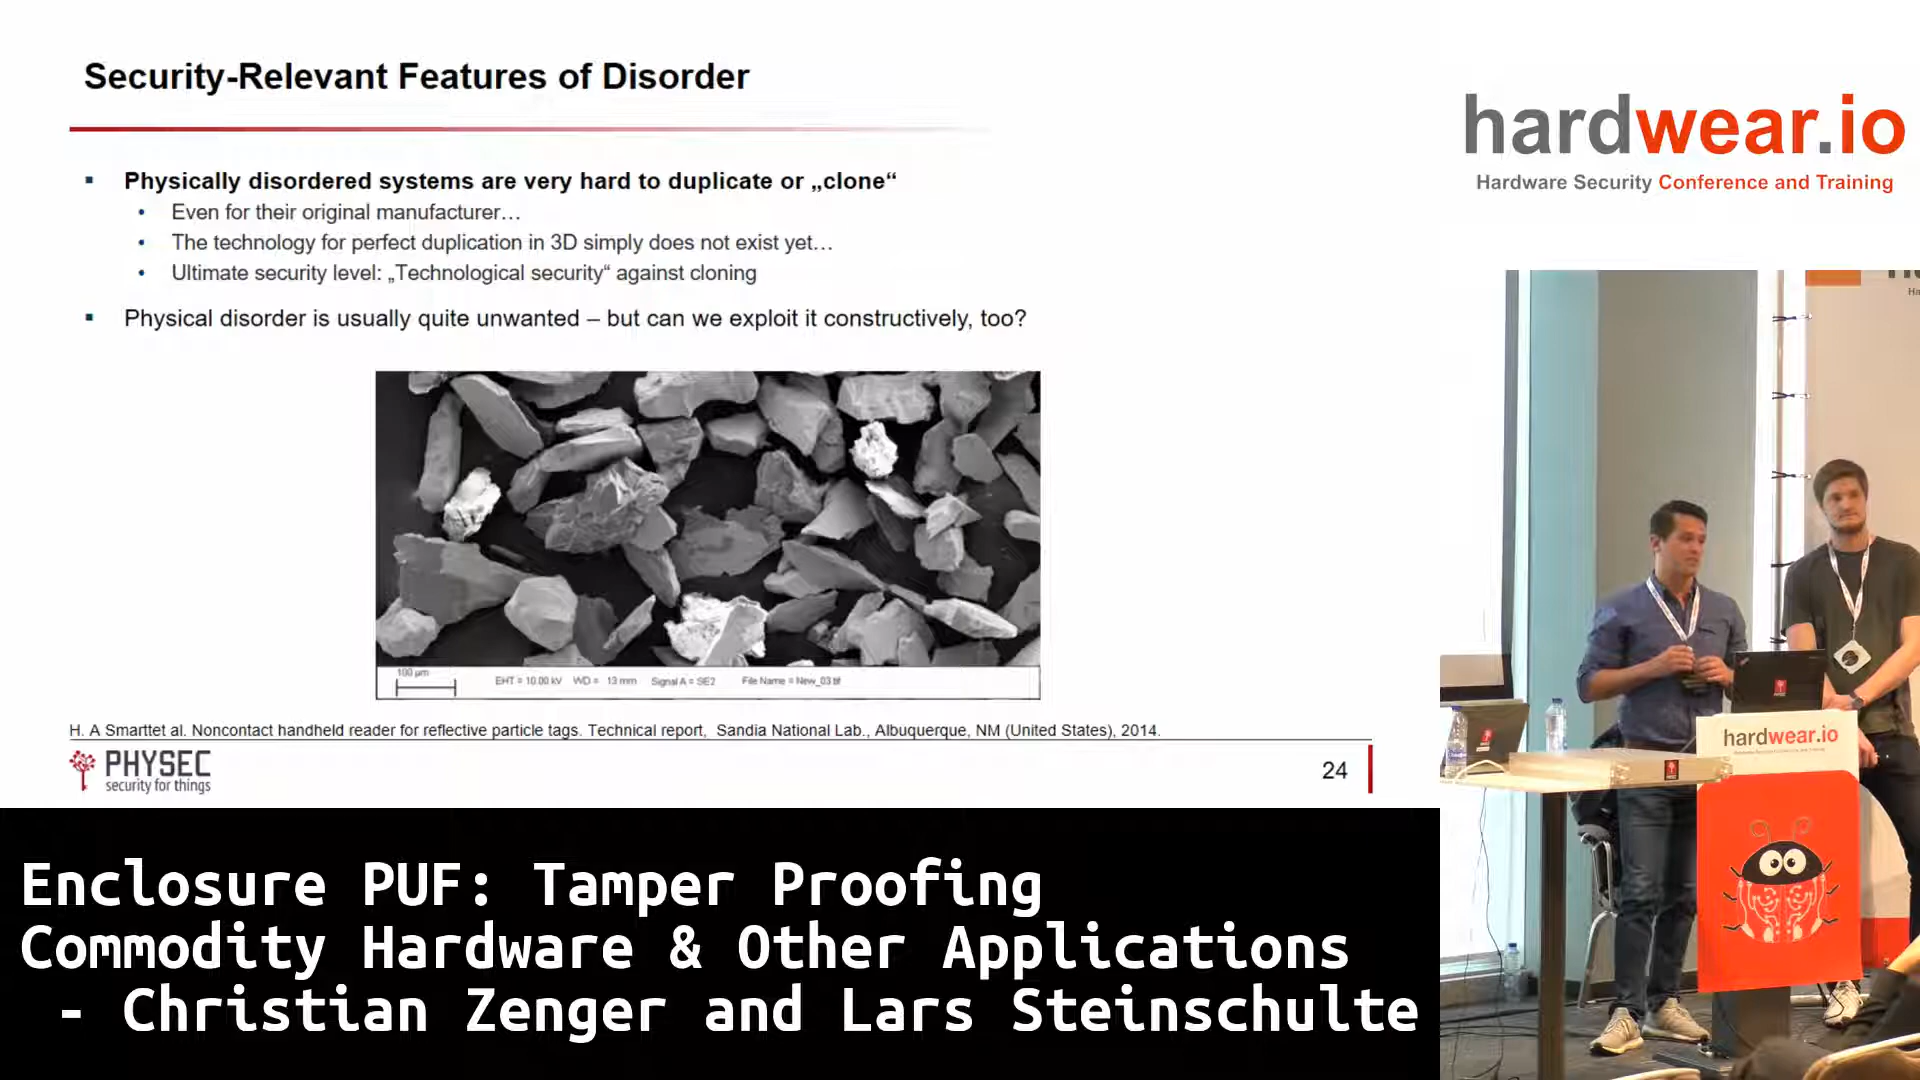 Security-Relevant Features of Disorder
▪ Physically disordered systems are very hard to duplicate or „clone“
• Even for their original manufacturer…
• The technology for perfect duplication in 3D simply does not exist yet…
• Ultimate security level: „Technological security“ against cloning
▪ Physical disorder is usually quite unwanted – but can we exploit it constructively, too?
100 µm
EHT = 10.00 kV WD = 13 mm Signal A = SE2 File Name = New_03.tif
H. A Smarttet al. Noncontact handheld reader for reflective particle tags. Technical report, Sandia National Lab., Albuquerque, NM (United States), 2014.
PHYSEC
security for things
24
hardwear.io
Hardware Security Conference and Training
hardwear.io
Enclosure PUF: Tamper Proofing
Commodity Hardware & Other Applications
- Christian Zenger and Lars Steinschulte